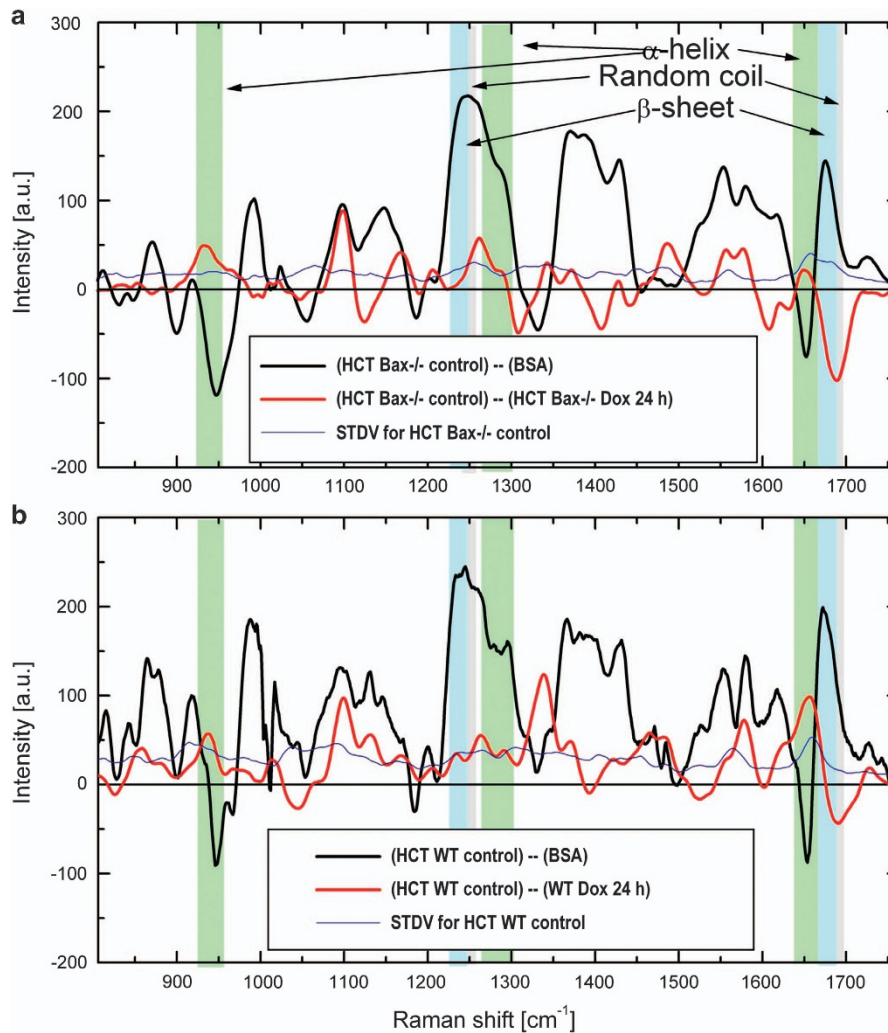 a
300
200
100
0
-100
-200
Intensity [a.u.]
α-helix
Random coil
β-sheet
(HCT Bax-/- control) -- (BSA)
(HCT Bax-/- control) -- (HCT Bax-/- Dox 24 h)
STDV for HCT Bax-/- control
900 1000 1100 1200 1300 1400 1500 1600 1700
b
300
200
100
0
-100
-200
Intensity [a.u.]
(HCT WT control) -- (BSA)
(HCT WT control) -- (WT Dox 24 h)
STDV for HCT WT control
900 1000 1100 1200 1300 1400 1500 1600 1700
Raman shift [cm⁻¹]